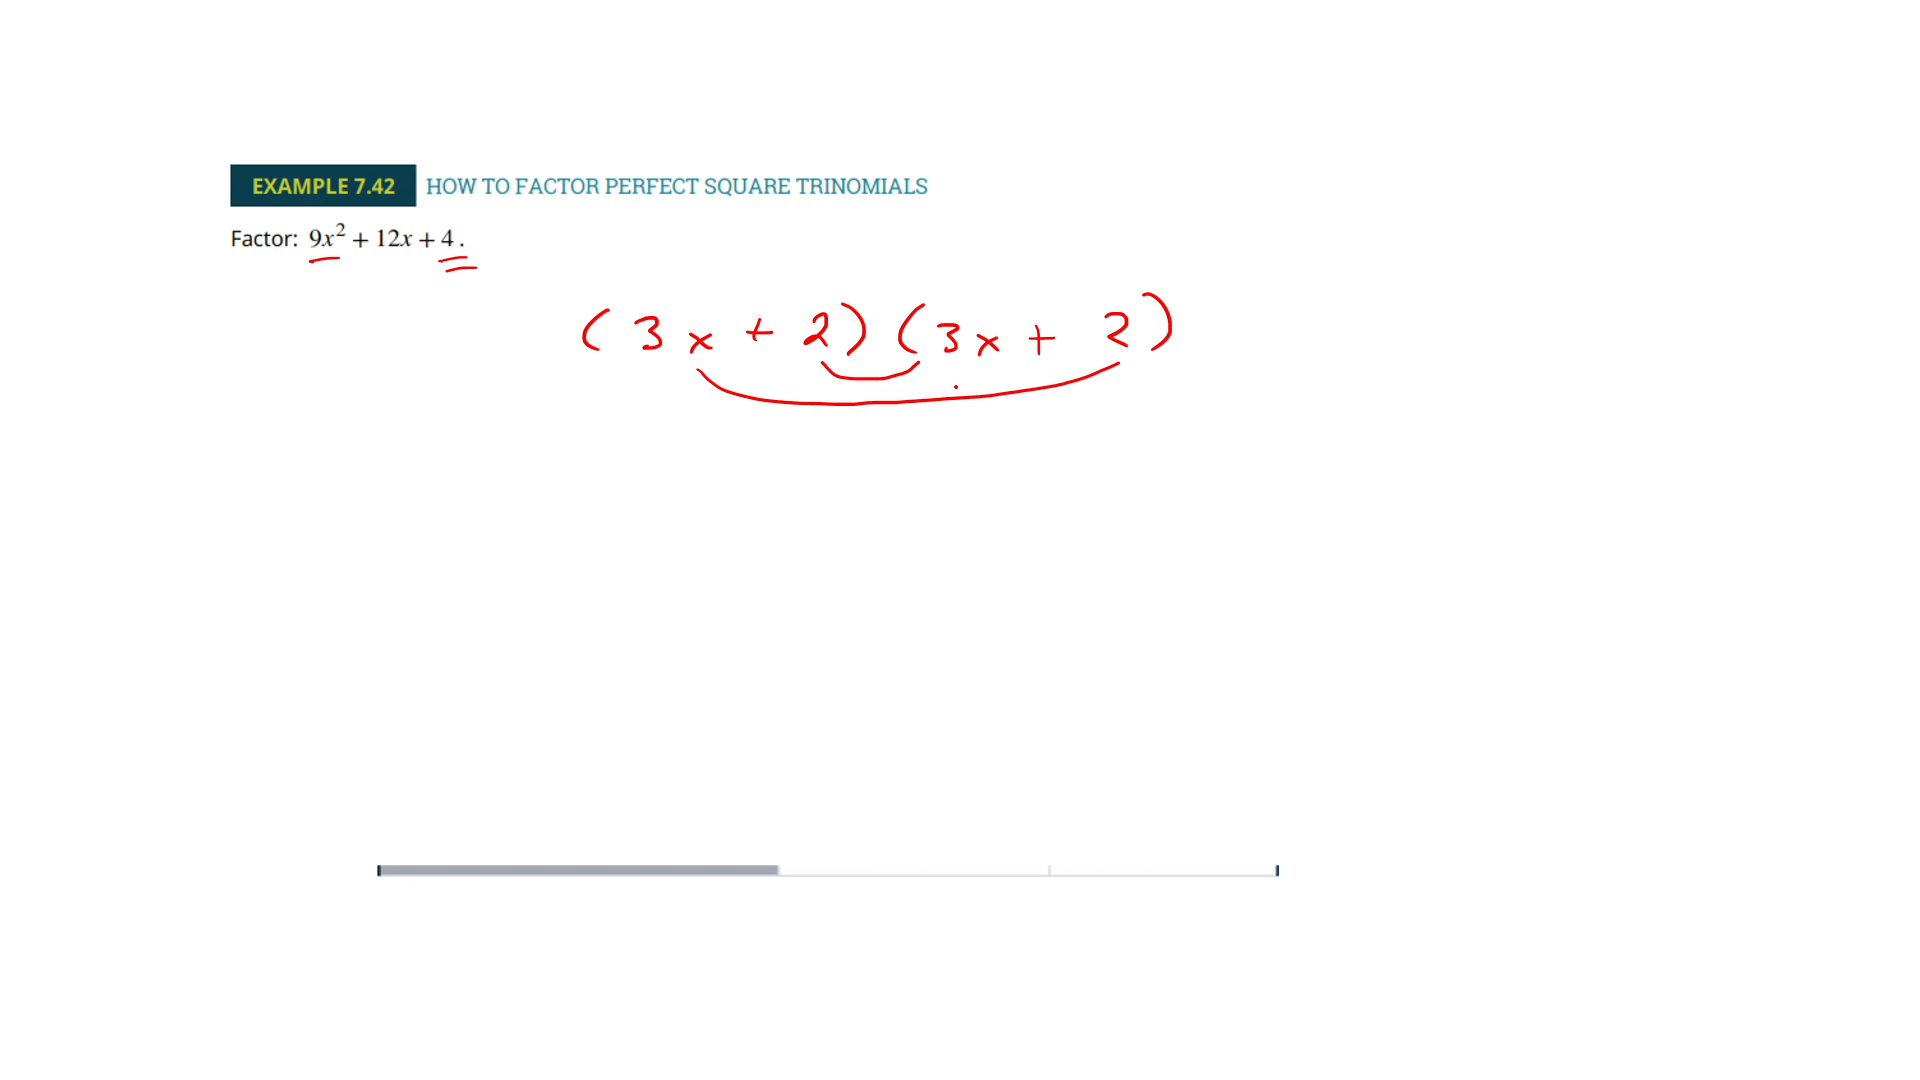 EXAMPLE 7.42 HOW TO FACTOR PERFECT SQUARE TRINOMIALS
Factor: 9x² + 12x + 4 .
(3x + 2)(3x + 2)